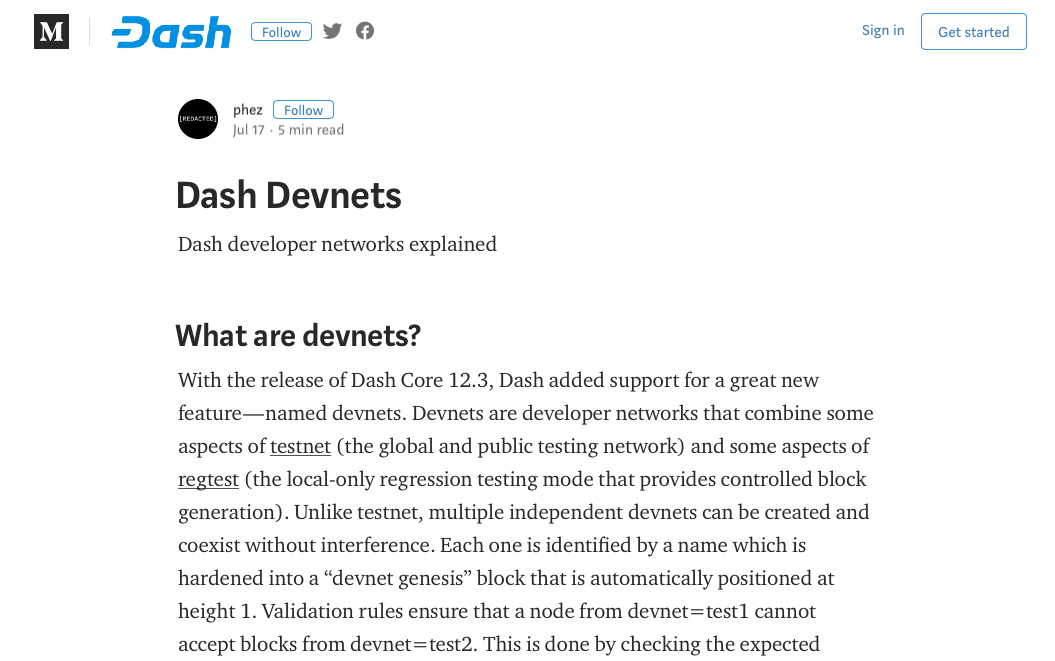 M Dash Follow Sign in Get started
[REDACTED]
phez Follow
Jul 17 · 5 min read
Dash Devnets
Dash developer networks explained
What are devnets?
With the release of Dash Core 12.3, Dash added support for a great new
feature — named devnets. Devnets are developer networks that combine some
aspects of testnet (the global and public testing network) and some aspects of
regtest (the local-only regression testing mode that provides controlled block
generation). Unlike testnet, multiple independent devnets can be created and
coexist without interference. Each one is identified by a name which is
hardened into a “devnet genesis” block that is automatically positioned at
height 1. Validation rules ensure that a node from devnet=test1 cannot
accept blocks from devnet=test2. This is done by checking the expected